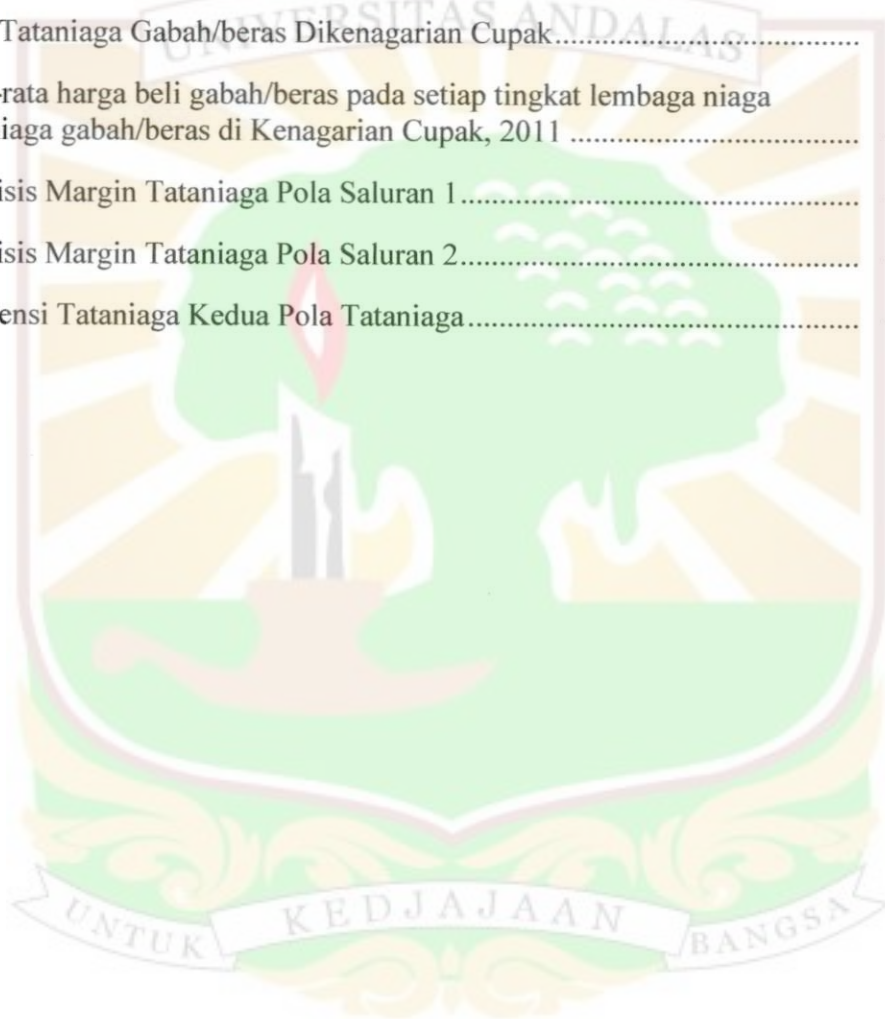 UNIVERSITAS ANDALAS
Tataniaga Gabah/beras Dikenagarian Cupak......................................
-rata harga beli gabah/beras pada setiap tingkat lembaga niaga
iaga gabah/beras di Kenagarian Cupak, 2011 ....................................
isis Margin Tataniaga Pola Saluran 1..................................................
isis Margin Tataniaga Pola Saluran 2..................................................
ensi Tataniaga Kedua Pola Tataniaga.................................................
UNTUK KEDJAJAAN BANGSA